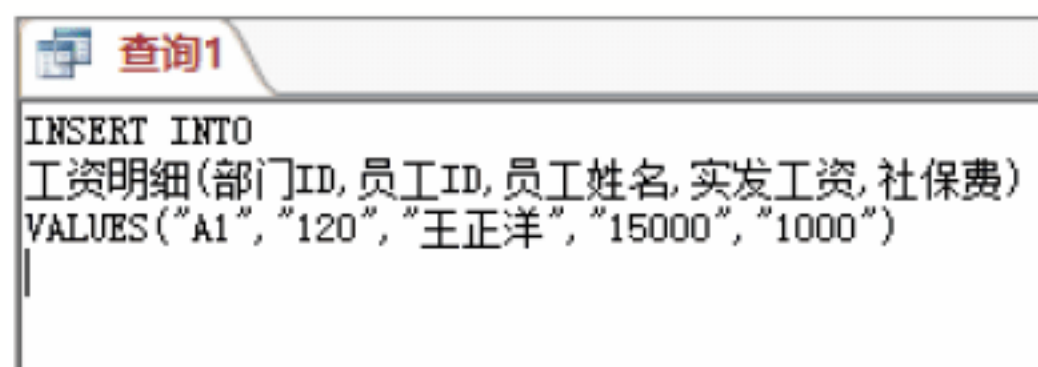 查询1
INSERT INTO
工资明细(部门ID,员工ID,员工姓名,实发工资,社保费)
VALUES("A1","120","王正洋","15000","1000")